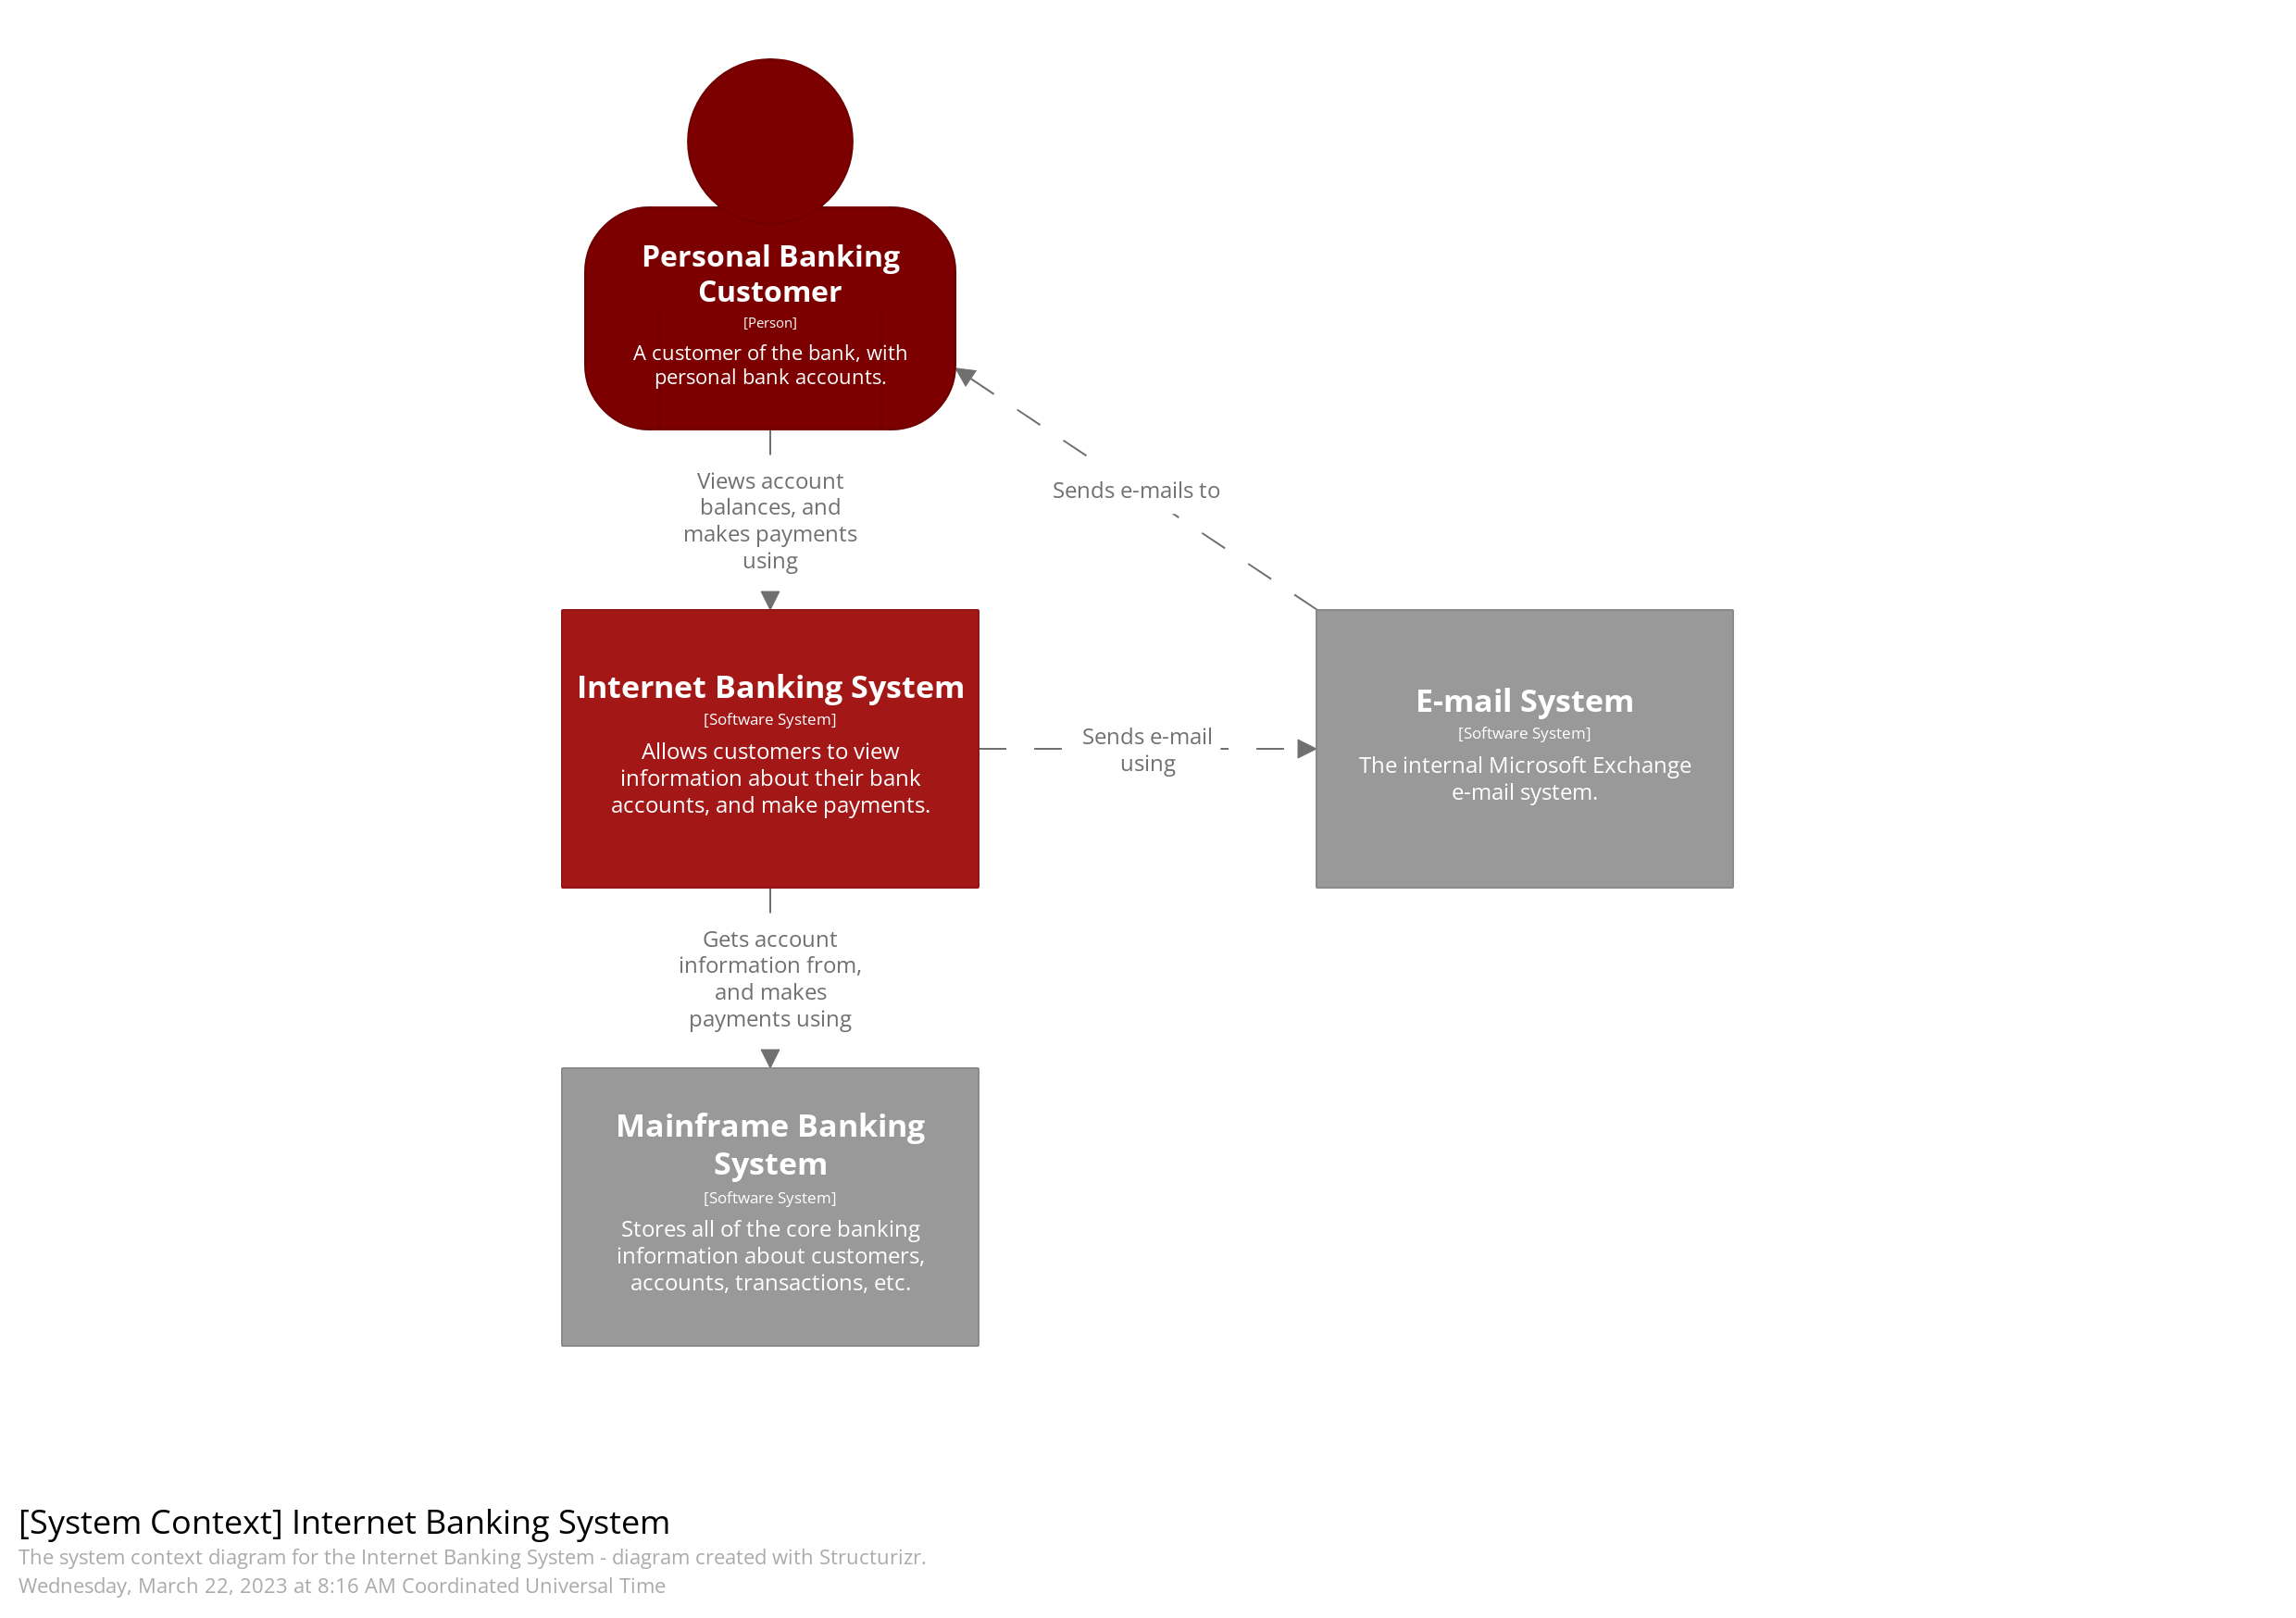 Personal Banking
Customer
[Person]
A customer of the bank, with
personal bank accounts.
Views account
balances, and
makes payments
using
Sends e-mails to
Internet Banking System
[Software System]
Allows customers to view
information about their bank
accounts, and make payments.
Sends e-mail
using
E-mail System
[Software System]
The internal Microsoft Exchange
e-mail system.
Gets account
information from,
and makes
payments using
Mainframe Banking
System
[Software System]
Stores all of the core banking
information about customers,
accounts, transactions, etc.
[System Context] Internet Banking System
The system context diagram for the Internet Banking System - diagram created with Structurizr.
Wednesday, March 22, 2023 at 8:16 AM Coordinated Universal Time